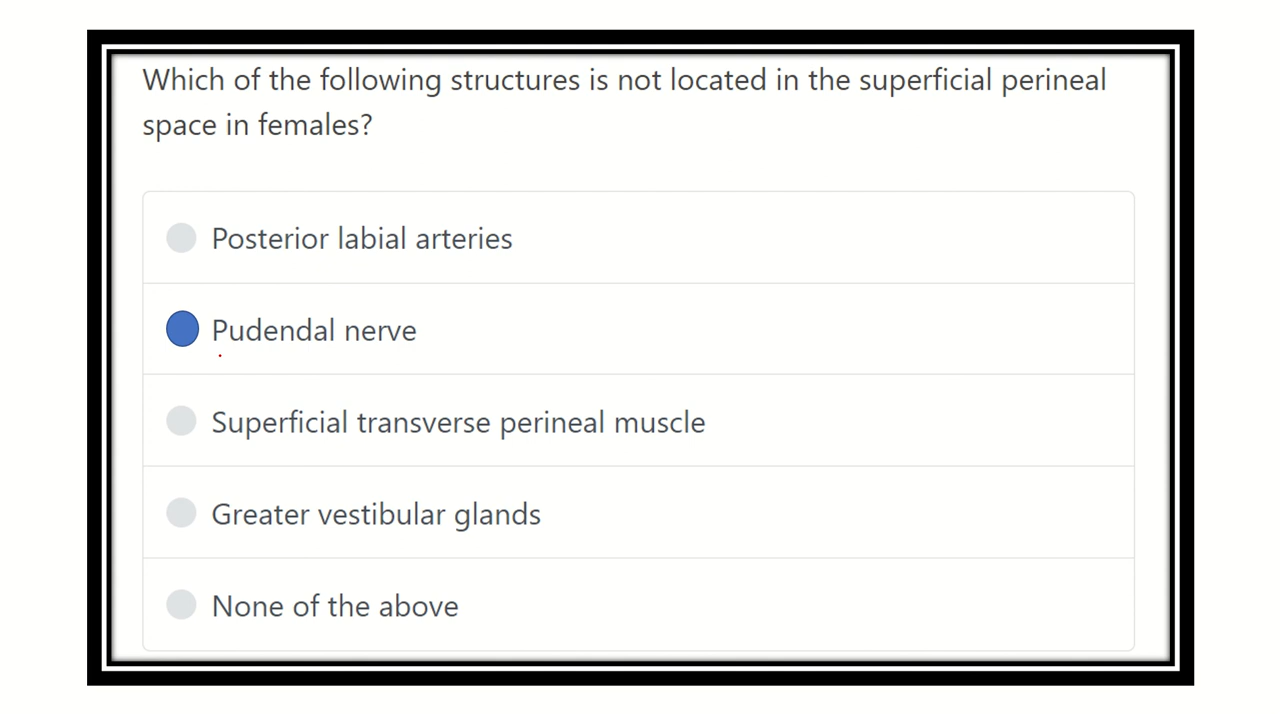 Which of the following structures is not located in the superficial perineal
space in females?
Posterior labial arteries
Pudendal nerve
Superficial transverse perineal muscle
Greater vestibular glands
None of the above